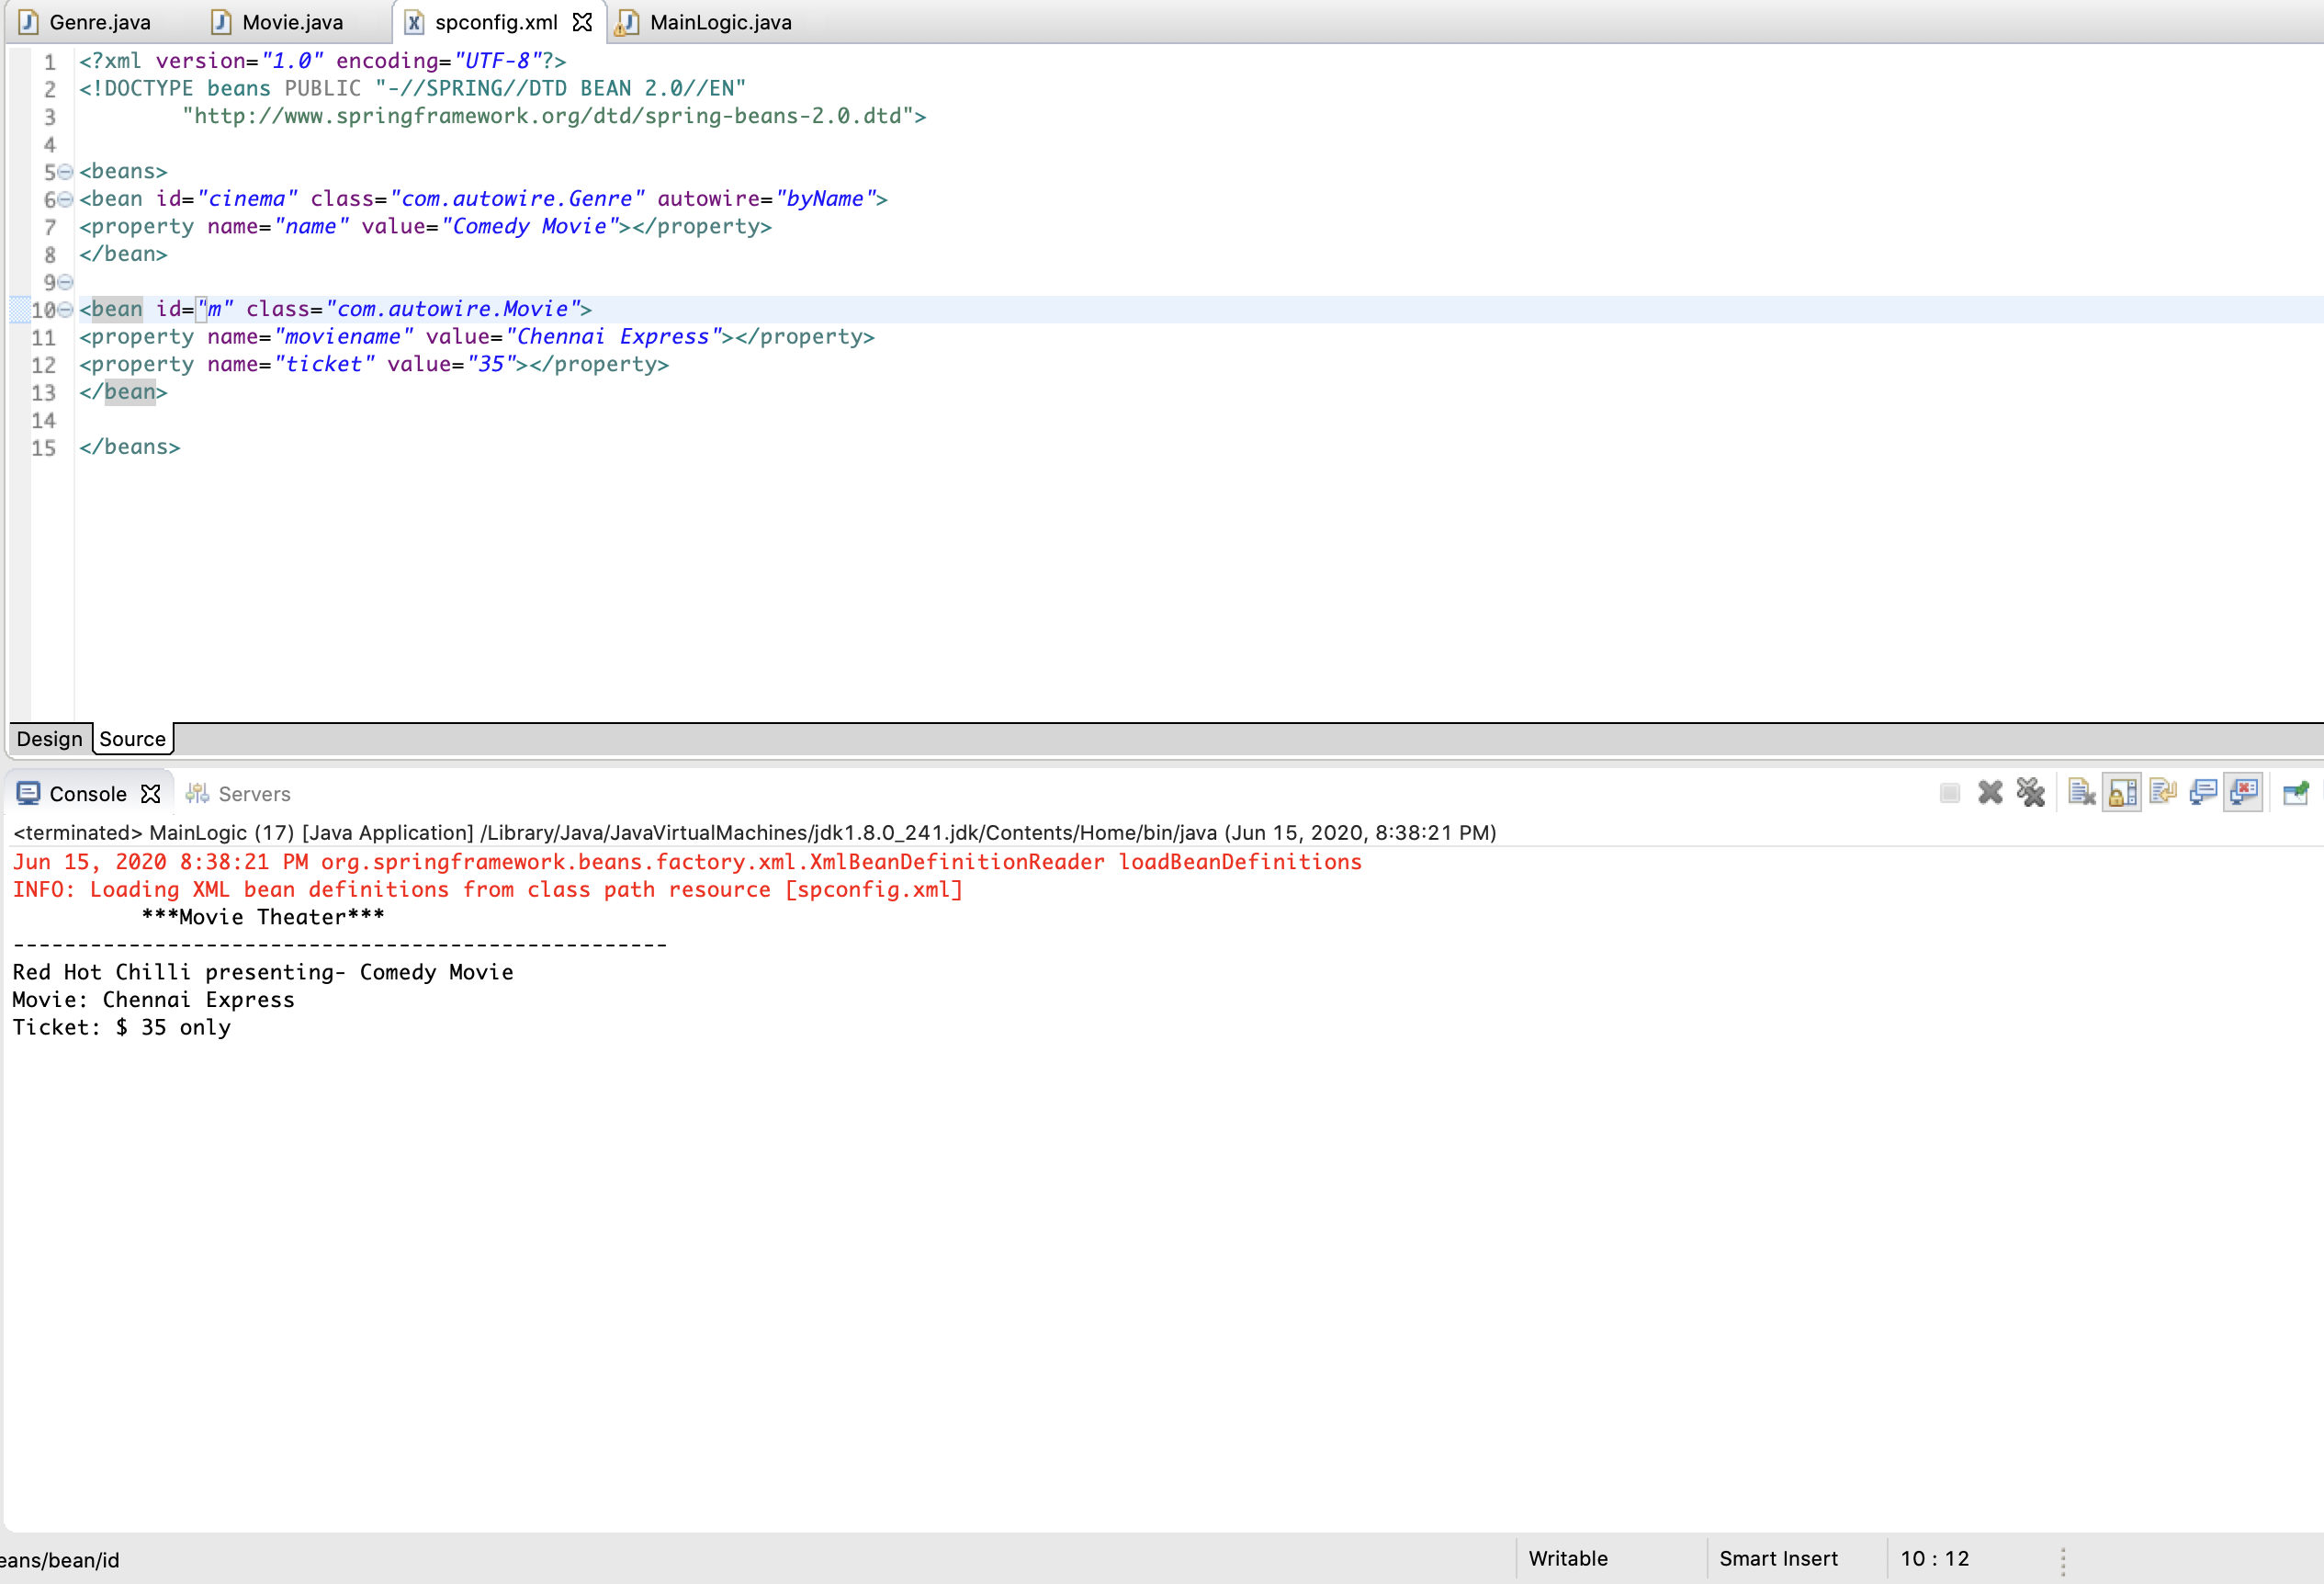 Genre.java Movie.java spconfig.xml MainLogic.java
1 <?xml version="1.0" encoding="UTF-8"?>
2 <!DOCTYPE beans PUBLIC "-//SPRING//DTD BEAN 2.0//EN"
3 "http://www.springframework.org/dtd/spring-beans-2.0.dtd">
4
5 <beans>
6 <bean id="cinema" class="com.autowire.Genre" autowire="byName">
7 <property name="name" value="Comedy Movie"></property>
8 </bean>
9
10 <bean id="m" class="com.autowire.Movie">
11 <property name="moviename" value="Chennai Express"></property>
12 <property name="ticket" value="35"></property>
13 </bean>
14
15 </beans>
Design Source
Console Servers
<terminated> MainLogic (17) [Java Application] /Library/Java/JavaVirtualMachines/jdk1.8.0_241.jdk/Contents/Home/bin/java (Jun 15, 2020, 8:38:21 PM)
Jun 15, 2020 8:38:21 PM org.springframework.beans.factory.xml.XmlBeanDefinitionReader loadBeanDefinitions
INFO: Loading XML bean definitions from class path resource [spconfig.xml]
***Movie Theater***
---------------------------------------------------
Red Hot Chilli presenting- Comedy Movie
Movie: Chennai Express
Ticket: $ 35 only
eans/bean/id Writable Smart Insert 10 : 12